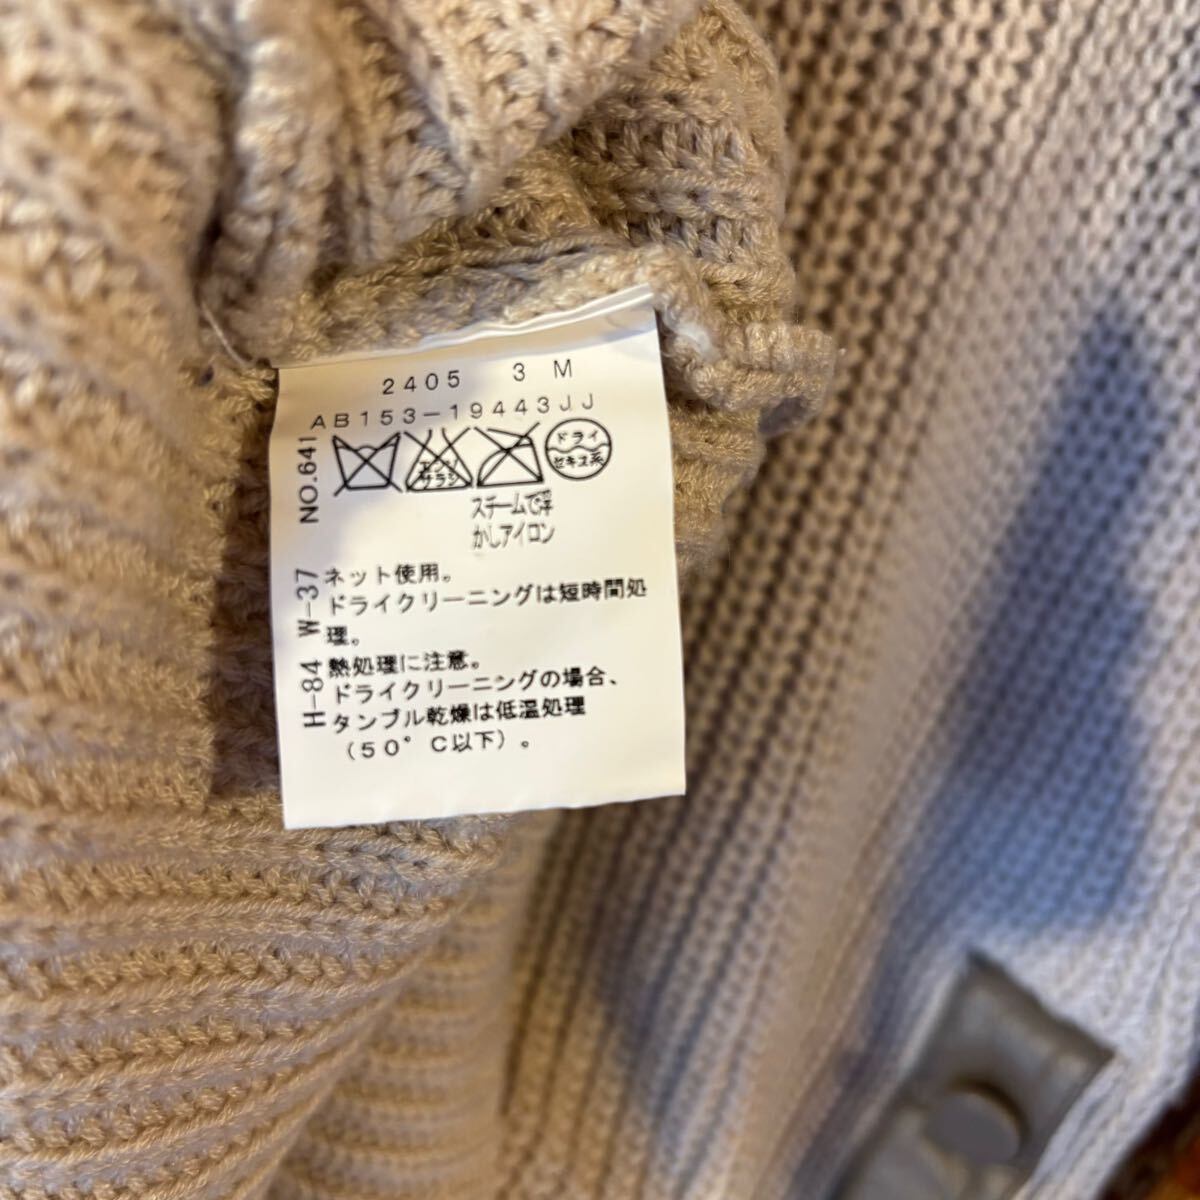 2405 3 M
AB153-19443JJ
NO.641
エンソ
サラシ
ドライ
セキユ系
スチームで浮
かしアイロン
W-37
H-84
ネット使用。
ドライクリーニングは短時間処
理。
熱処理に注意。
ドライクリーニングの場合、
タンブル乾燥は低温処理
(50°C以下)。